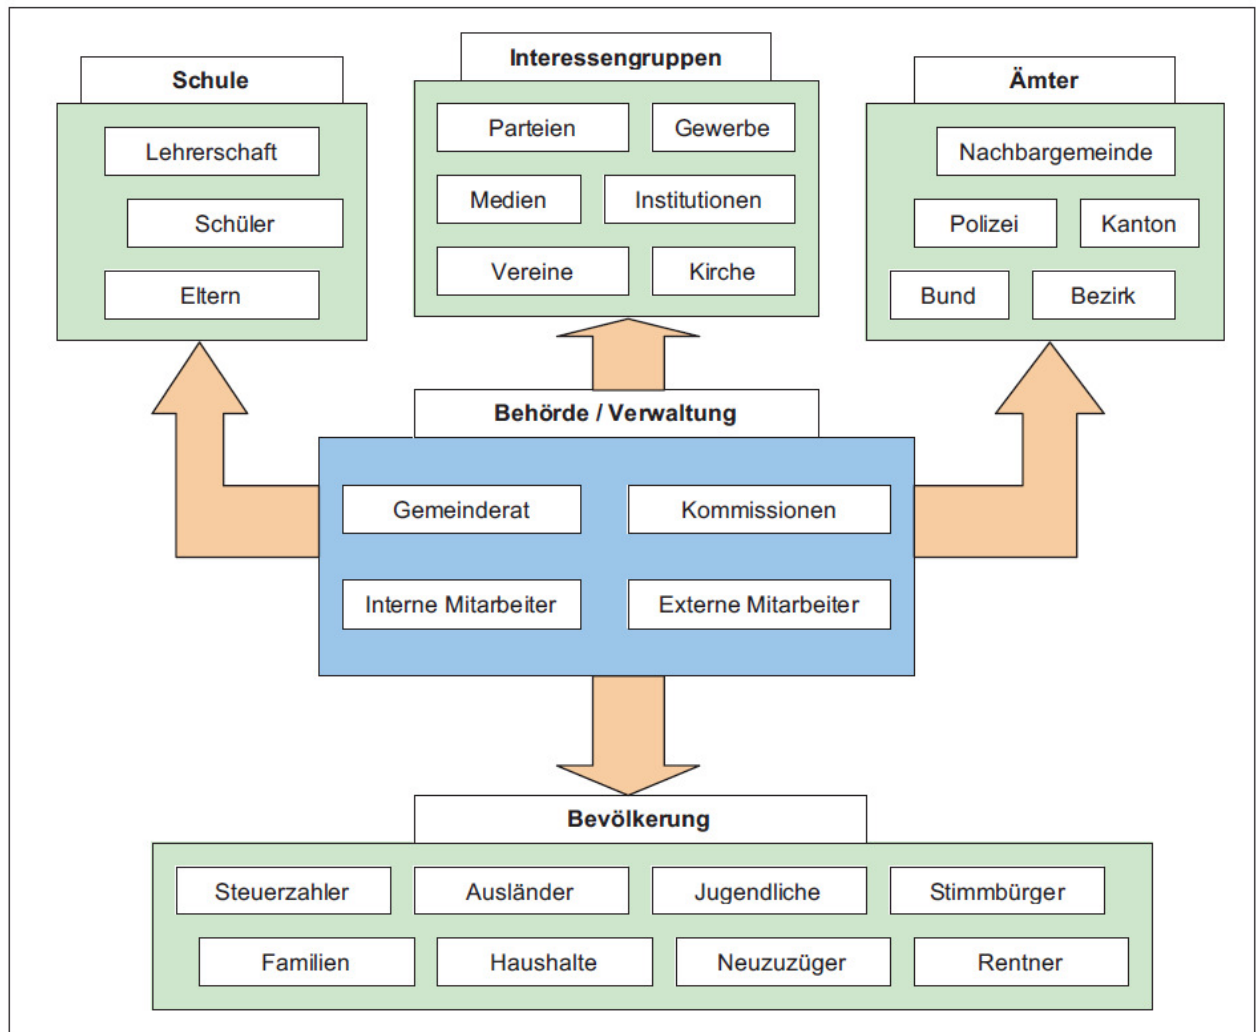 Schule
Lehrerschaft
Schüler
Eltern
Interessengruppen
Parteien
Gewerbe
Medien
Institutionen
Vereine
Kirche
Ämter
Nachbargemeinde
Polizei
Kanton
Bund
Bezirk
Behörde / Verwaltung
Gemeinderat
Kommissionen
Interne Mitarbeiter
Externe Mitarbeiter
Bevölkerung
Steuerzahler
Ausländer
Jugendliche
Stimmbürger
Familien
Haushalte
Neuzuzüger
Rentner